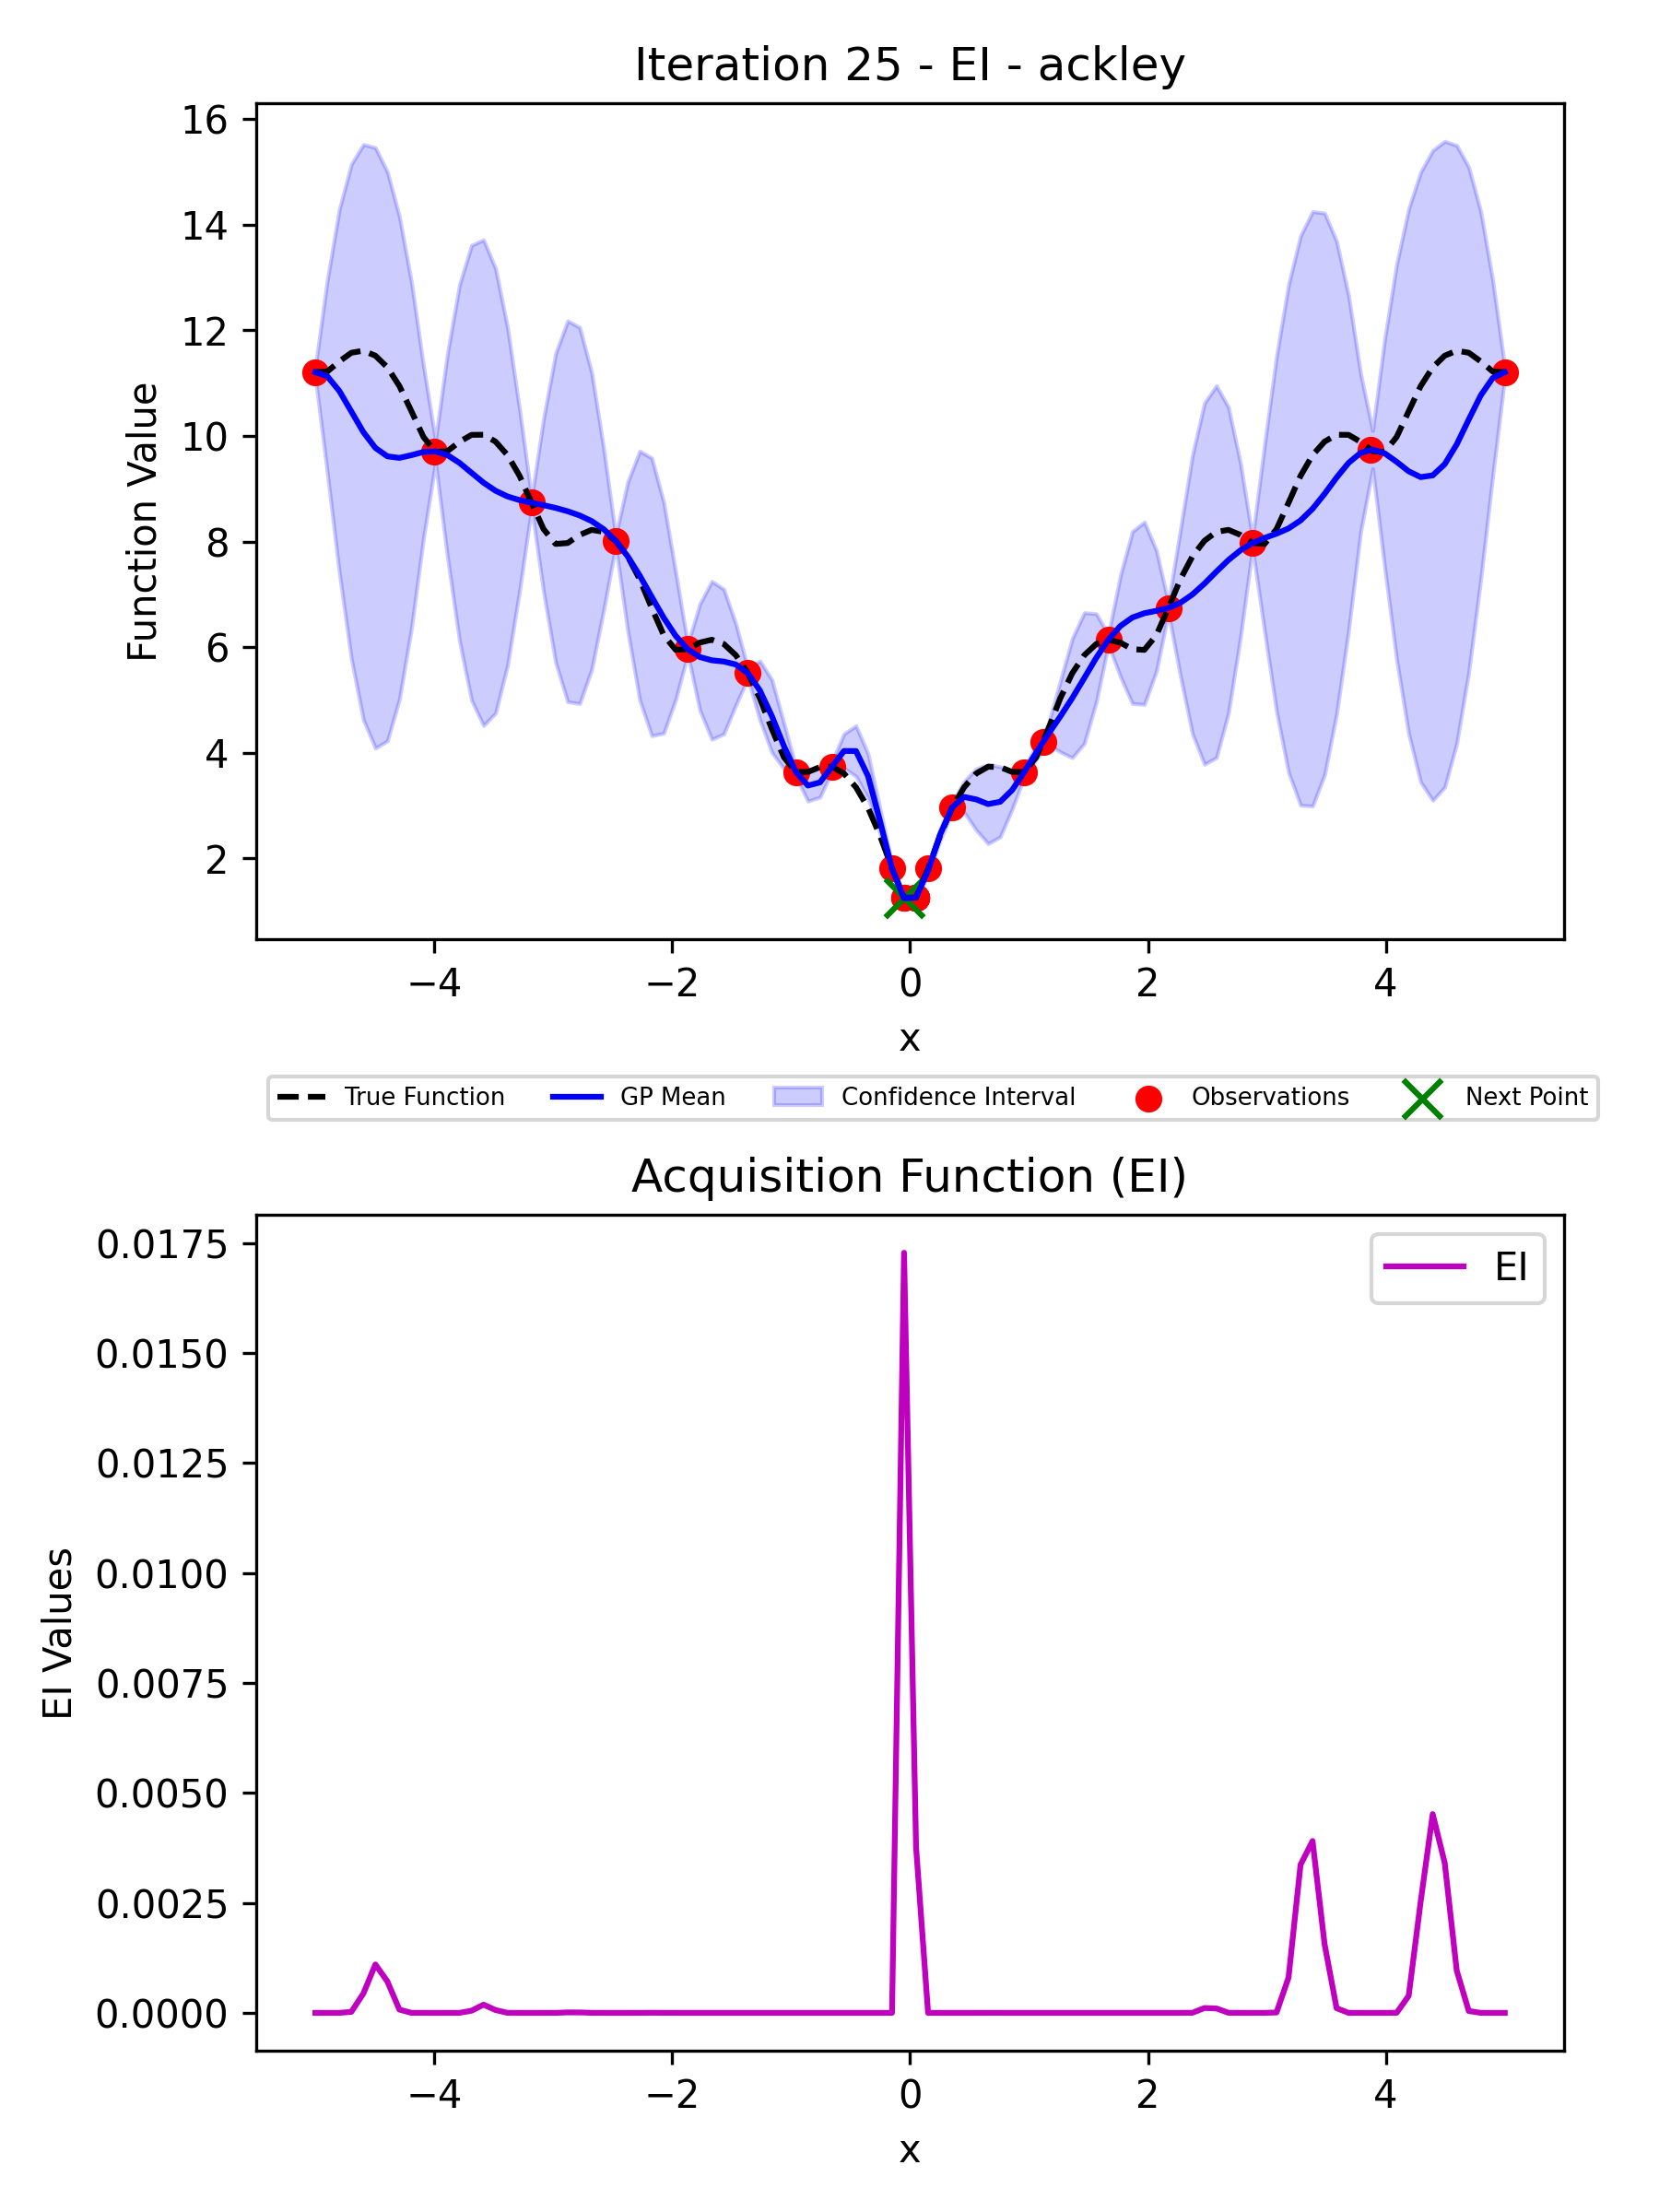 Iteration 25 - EI - ackley
16
14
12
10
8
6
4
2
Function Value
−4 −2 0 2 4
x
True Function GP Mean Confidence Interval Observations Next Point
Acquisition Function (EI)
EI
0.0175
0.0150
0.0125
0.0100
0.0075
0.0050
0.0025
0.0000
EI Values
−4 −2 0 2 4
x